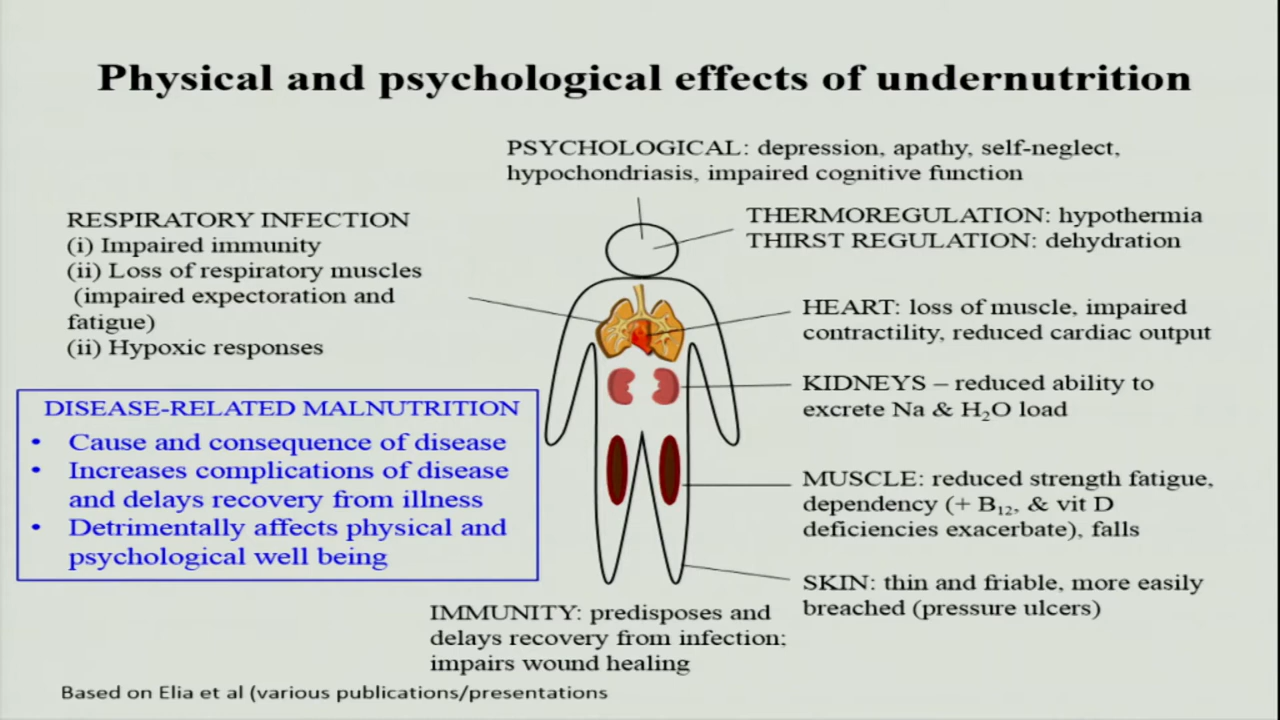 Physical and psychological effects of undernutrition
PSYCHOLOGICAL: depression, apathy, self-neglect,
hypochondriasis, impaired cognitive function
RESPIRATORY INFECTION
(i) Impaired immunity
(ii) Loss of respiratory muscles
(impaired expectoration and
fatigue)
(ii) Hypoxic responses
THERMOREGULATION: hypothermia
THIRST REGULATION: dehydration
HEART: loss of muscle, impaired
contractility, reduced cardiac output
KIDNEYS – reduced ability to
excrete Na & H₂O load
DISEASE-RELATED MALNUTRITION
• Cause and consequence of disease
• Increases complications of disease
and delays recovery from illness
• Detrimentally affects physical and
psychological well being
MUSCLE: reduced strength fatigue,
dependency (+ B₁₂, & vit D
deficiencies exacerbate), falls
SKIN: thin and friable, more easily
breached (pressure ulcers)
IMMUNITY: predisposes and
delays recovery from infection;
impairs wound healing
Based on Elia et al (various publications/presentations